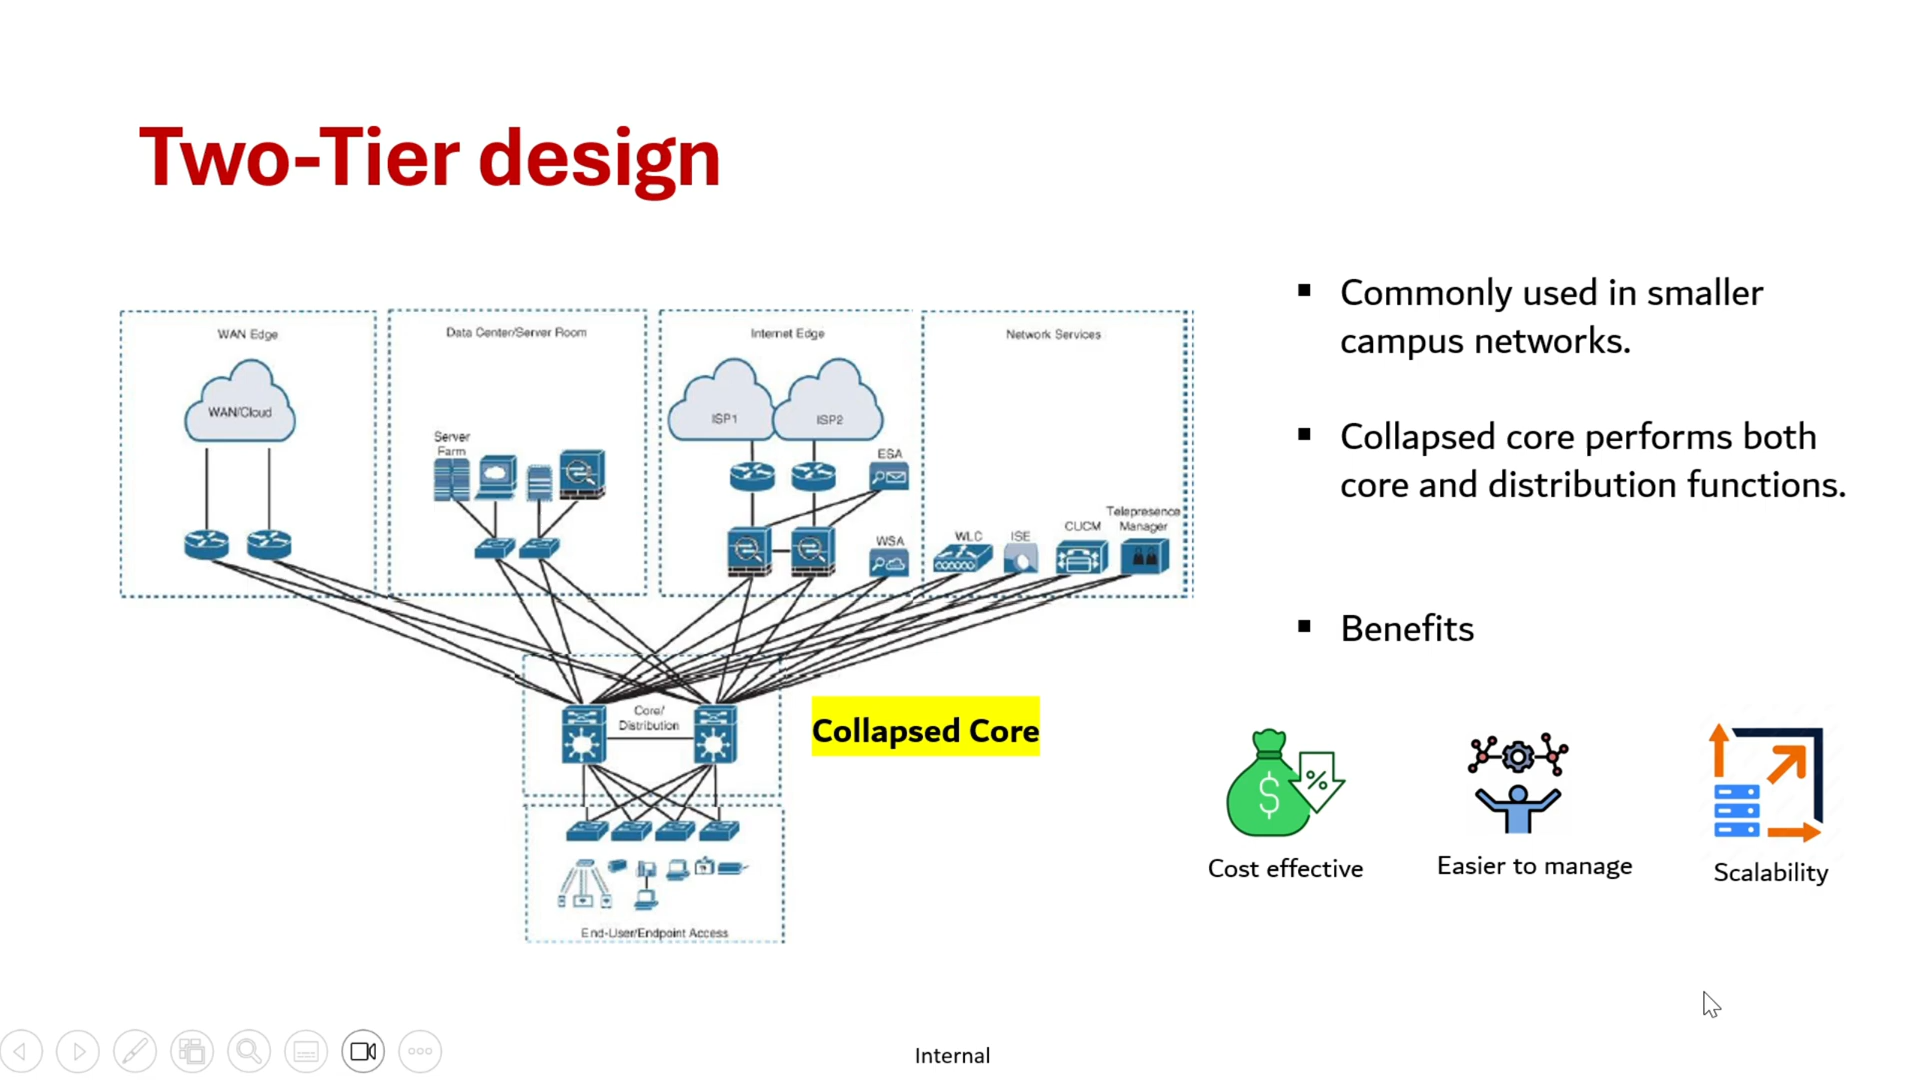 Two-Tier design
WAN Edge
WAN/Cloud
Data Center/Server Room
Server
Farm
Internet Edge
ISP1
ISP2
ESA
WSA
Network Services
WLC
ISE
CUCM
Telepresence
Manager
Core/
Distribution
Collapsed Core
End-User/Endpoint Access
Commonly used in smaller
campus networks.
Collapsed core performs both
core and distribution functions.
Benefits
$
%
Cost effective
Easier to manage
Scalability
Internal